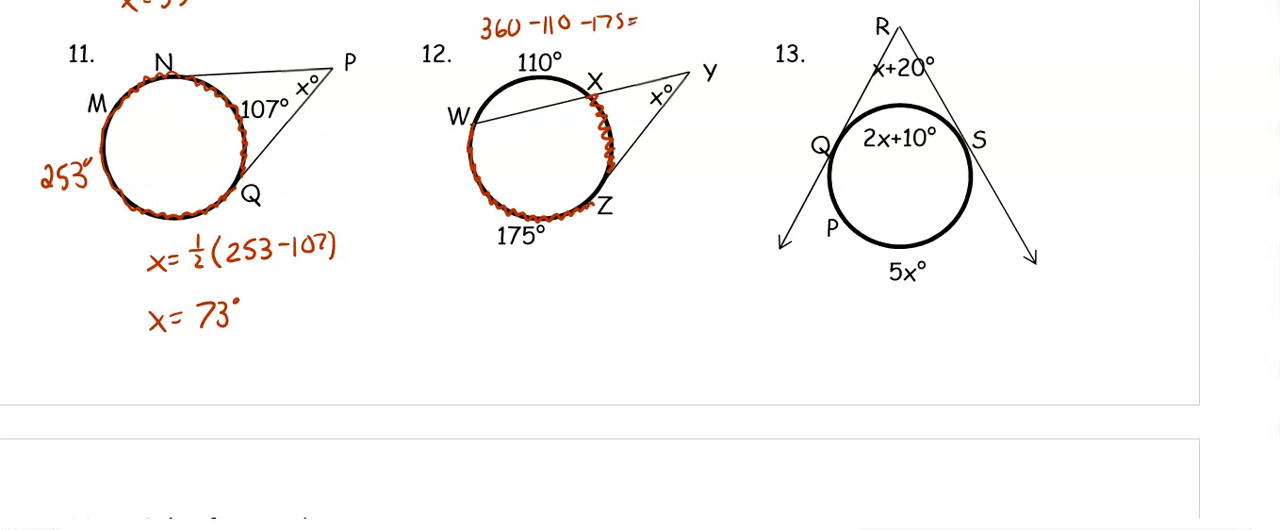 360 - 110 - 175 =
11.
N
P
x°
M
107°
253°
Q
x = 1/2 (253 - 107)
x = 73°
12.
110°
X
Y
x°
W
Z
175°
13.
R
x+20°
Q
2x+10°
S
P
5x°